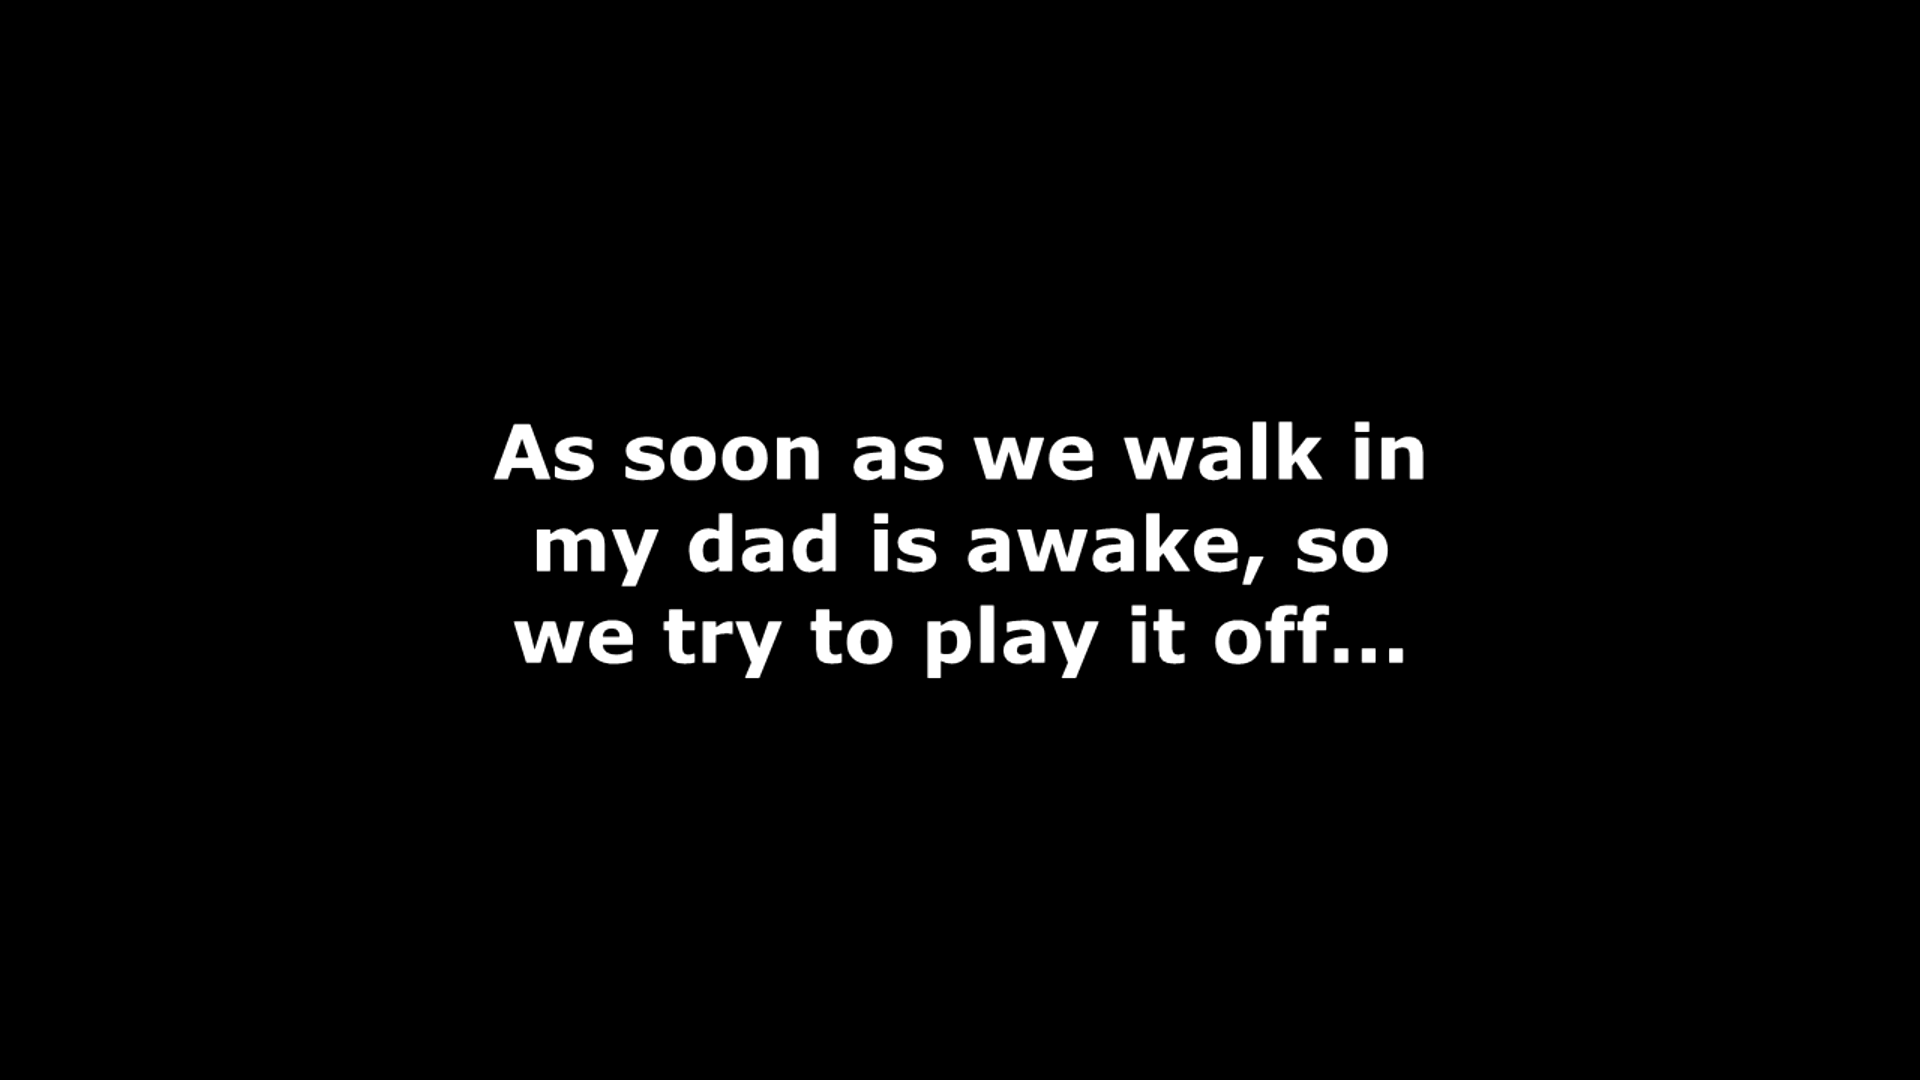 As soon as we walk in
my dad is awake, so
we try to play it off...